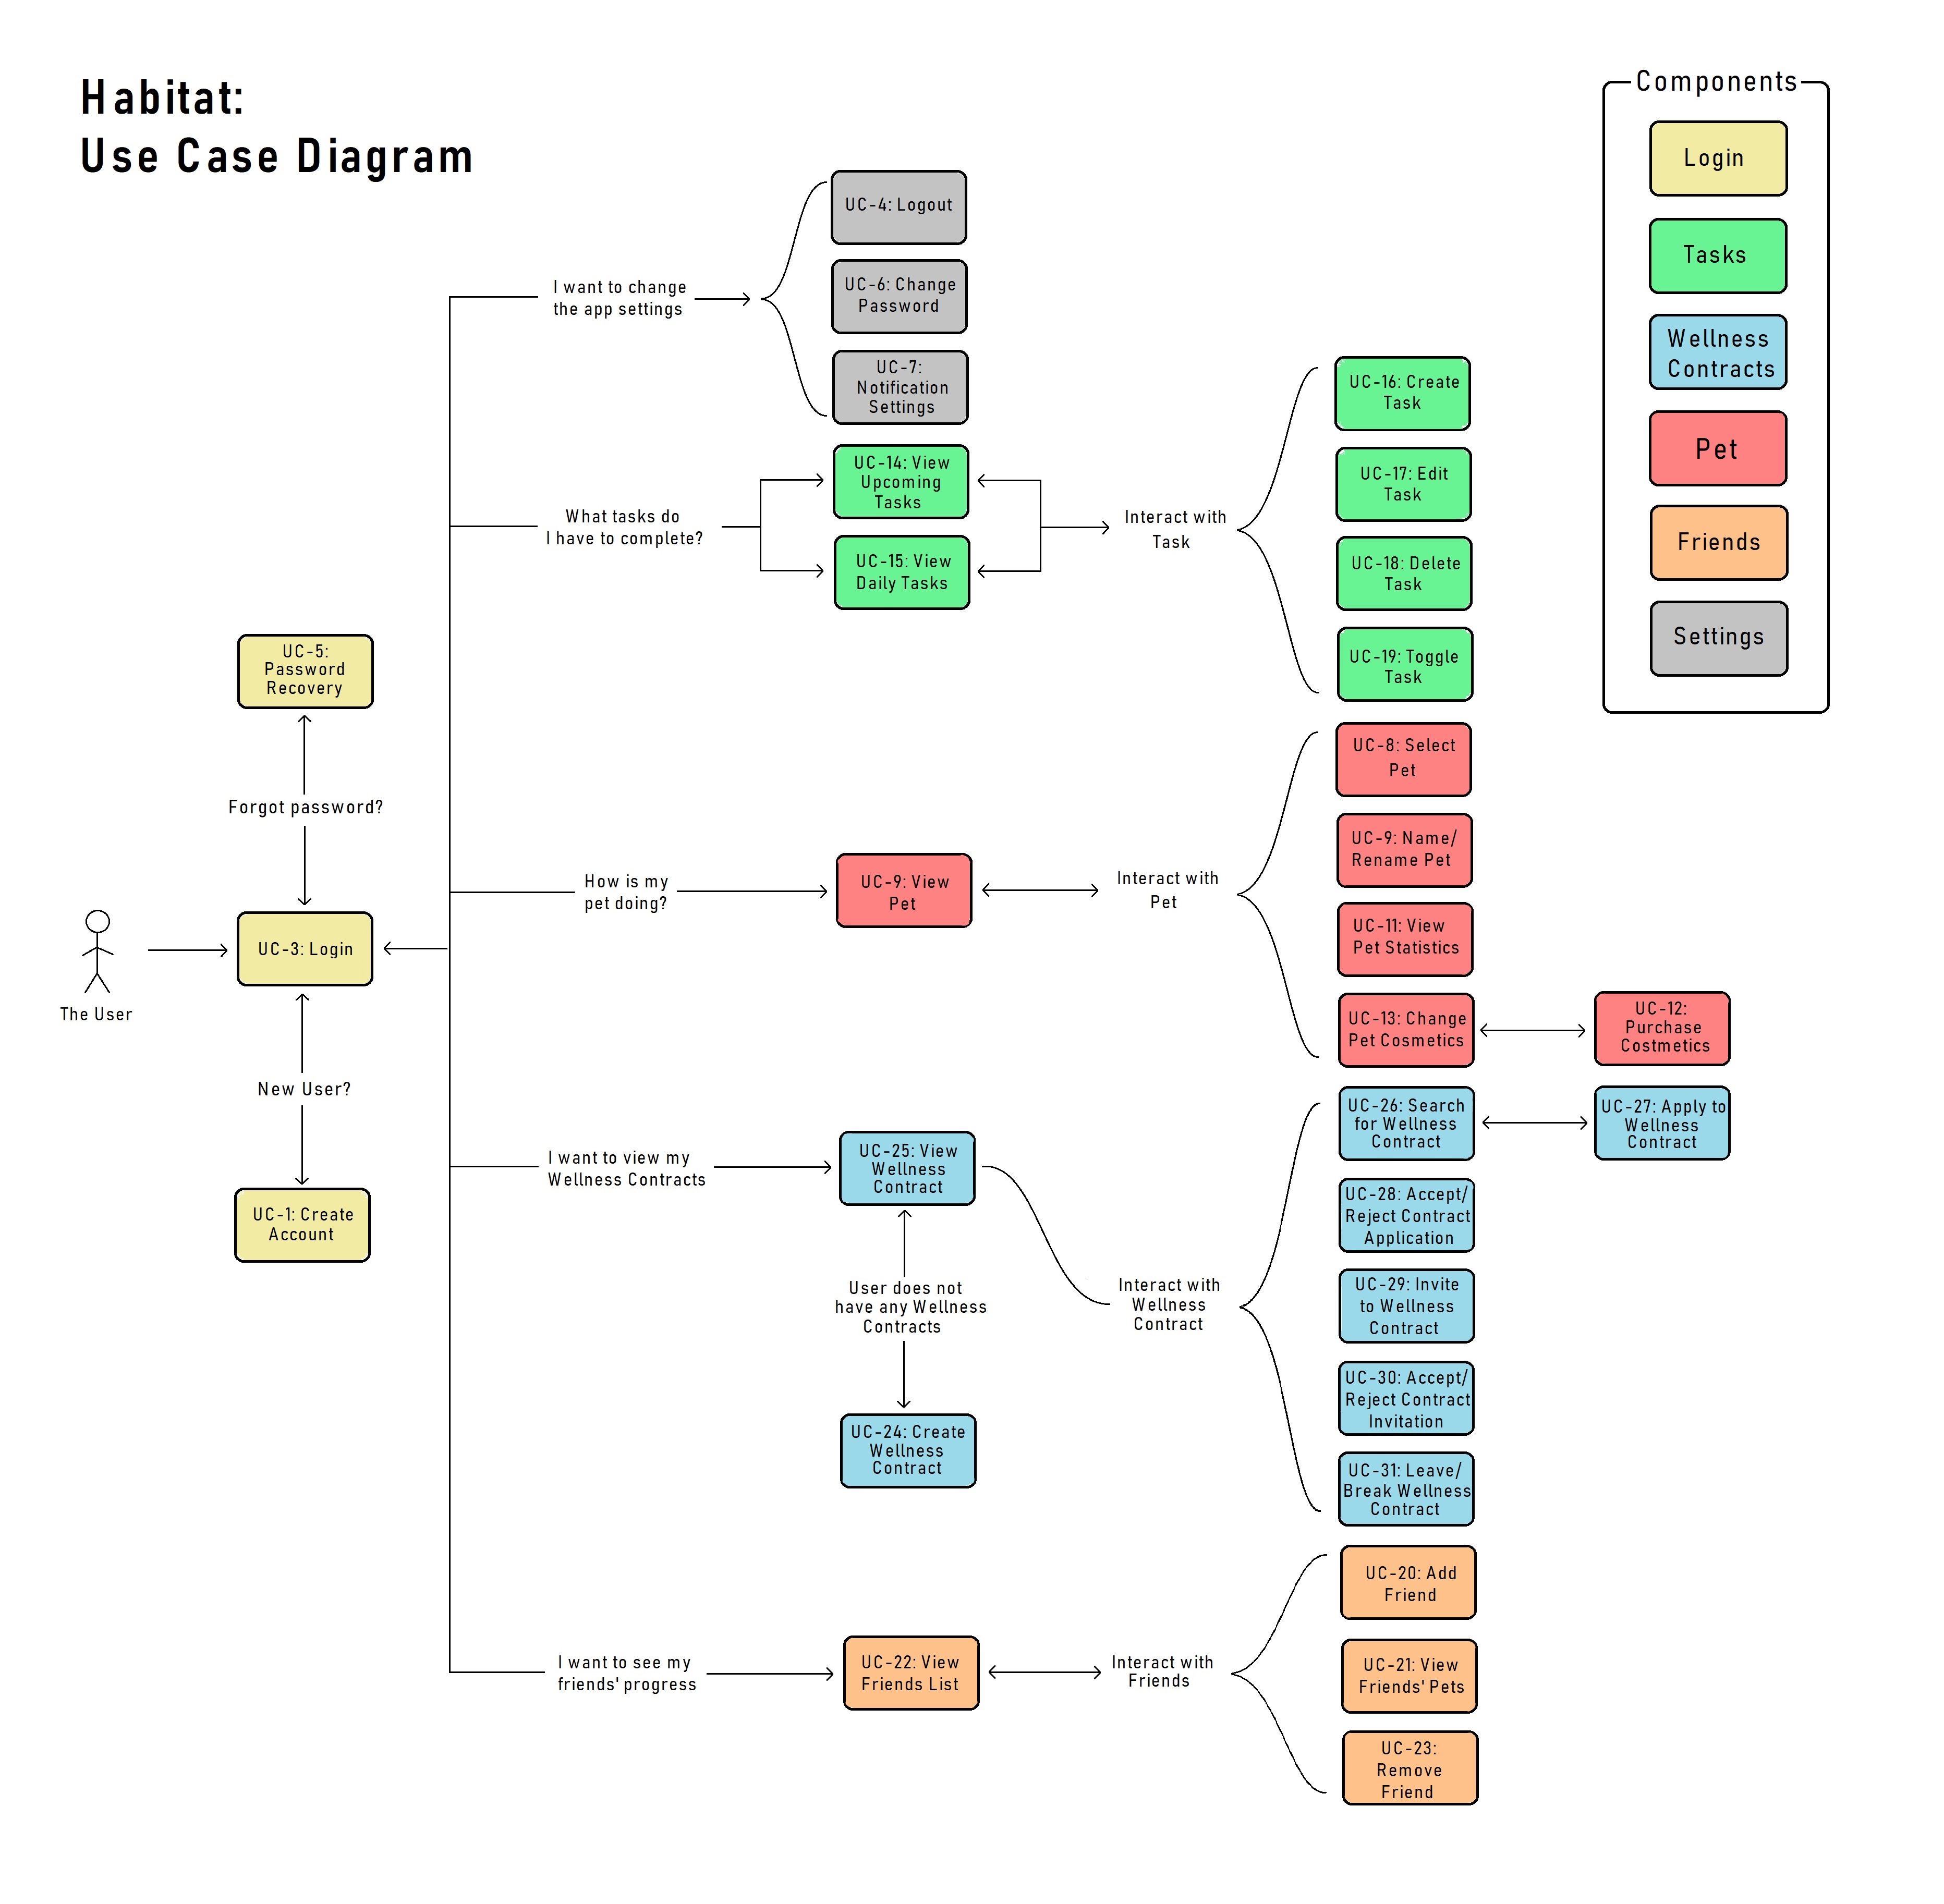 Habitat:
Use Case Diagram
Components
Login
Tasks
Wellness
Contracts
Pet
Friends
Settings
UC-4: Logout
UC-6: Change
Password
UC-7:
Notification
Settings
I want to change
the app settings
UC-14: View
Upcoming
Tasks
UC-15: View
Daily Tasks
What tasks do
I have to complete?
Interact with
Task
UC-16: Create
Task
UC-17: Edit
Task
UC-18: Delete
Task
UC-19: Toggle
Task
UC-5:
Password
Recovery
Forgot password?
UC-3: Login
The User
New User?
UC-1: Create
Account
How is my
pet doing?
UC-9: View
Pet
Interact with
Pet
UC-8: Select
Pet
UC-9: Name/
Rename Pet
UC-11: View
Pet Statistics
UC-13: Change
Pet Cosmetics
UC-12:
Purchase
Costmetics
I want to view my
Wellness Contracts
UC-25: View
Wellness
Contract
User does not
have any Wellness
Contracts
UC-24: Create
Wellness
Contract
Interact with
Wellness
Contract
UC-26: Search
for Wellness
Contract
UC-27: Apply to
Wellness
Contract
UC-28: Accept/
Reject Contract
Application
UC-29: Invite
to Wellness
Contract
UC-30: Accept/
Reject Contract
Invitation
UC-31: Leave/
Break Wellness
Contract
I want to see my
friends' progress
UC-22: View
Friends List
Interact with
Friends
UC-20: Add
Friend
UC-21: View
Friends' Pets
UC-23:
Remove
Friend